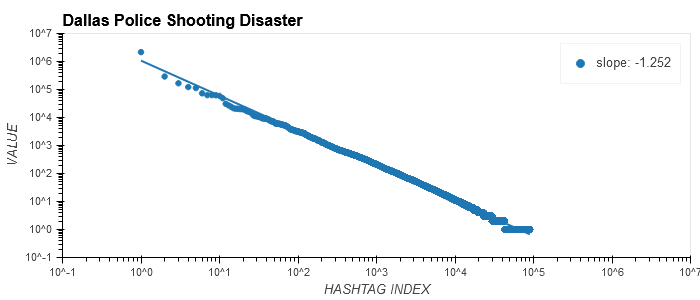 Dallas Police Shooting Disaster
10^7
10^6
10^5
10^4
10^3
10^2
10^1
10^0
10^-1
VALUE
slope: -1.252
10^-1 10^0 10^1 10^2 10^3 10^4 10^5 10^6 10^7
HASHTAG INDEX